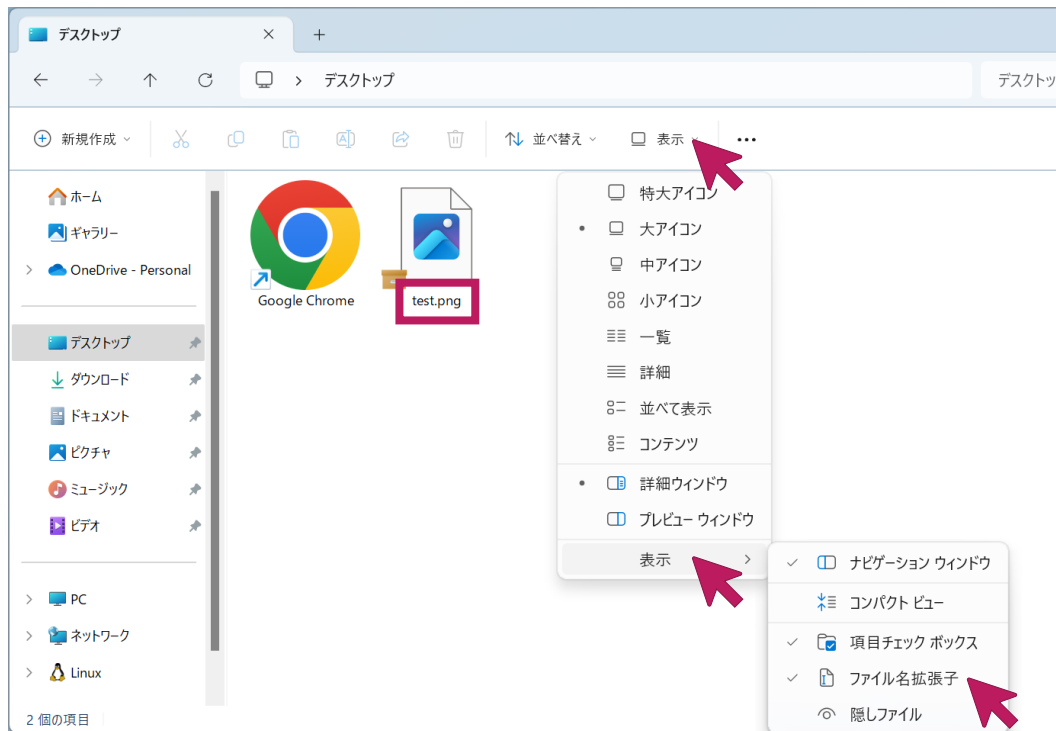 デスクトップ
デスクトップ
デスクトッ
新規作成
並べ替え
表示
ホーム
ギャラリー
OneDrive - Personal
デスクトップ
ダウンロード
ドキュメント
ピクチャ
ミュージック
ビデオ
PC
ネットワーク
Linux
2 個の項目
Google Chrome
test.png
特大アイコン
大アイコン
中アイコン
小アイコン
一覧
詳細
並べて表示
コンテンツ
詳細ウィンドウ
プレビュー ウィンドウ
表示
ナビゲーション ウィンドウ
コンパクト ビュー
項目チェック ボックス
ファイル名拡張子
隠しファイル